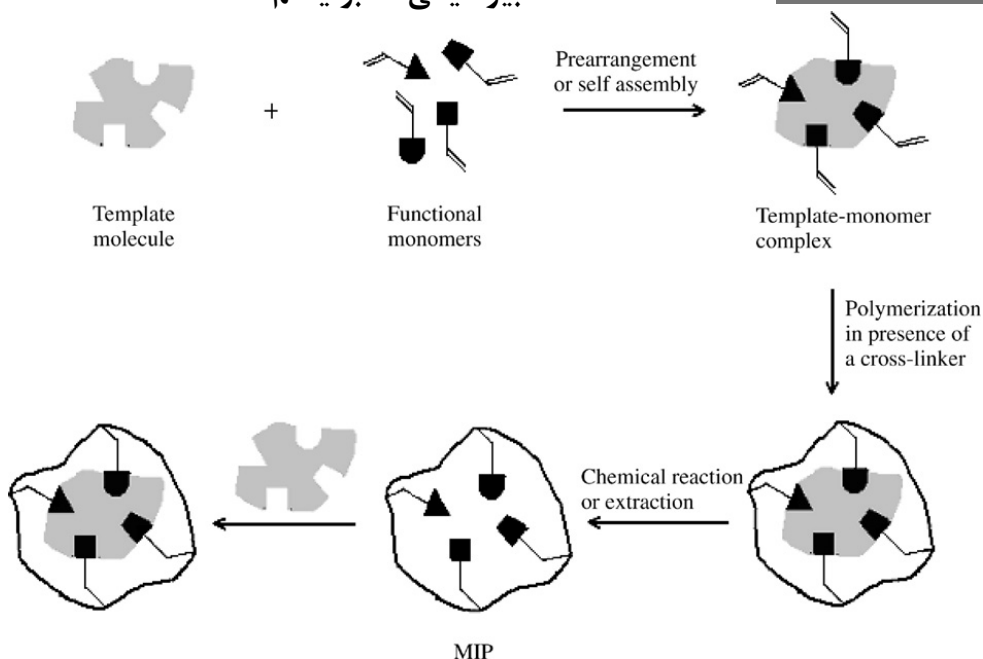 Prearrangement
or self assembly
+
Template
molecule
Functional
monomers
Template-monomer
complex
Polymerization
in presence of
a cross-linker
Chemical reaction
or extraction
MIP